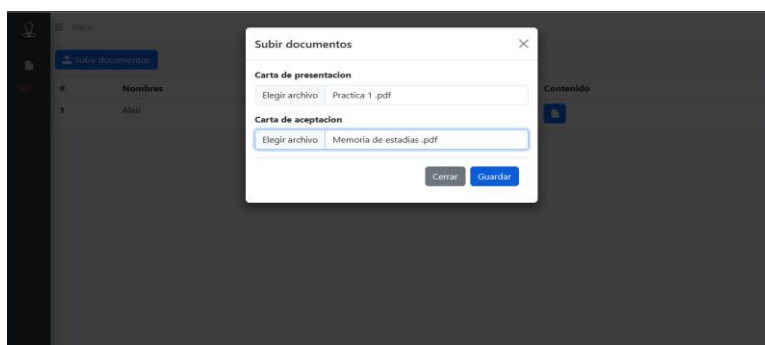 Inicio
Subir documentos
# Nombres Contenido
1 Alan
Subir documentos
Carta de presentacion
Elegir archivo Practica 1 .pdf
Carta de aceptacion
Elegir archivo Memoria de estadias .pdf
Cerrar Guardar